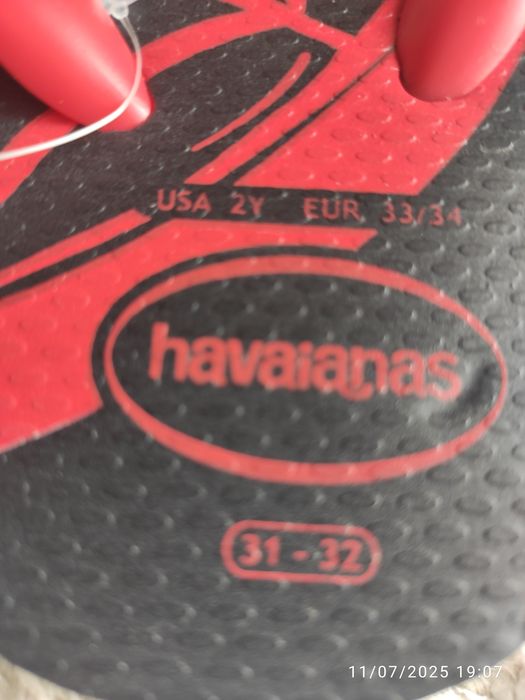 USA 2Y EUR 33/34
havaianas
31 - 32
11/07/2025 19:07